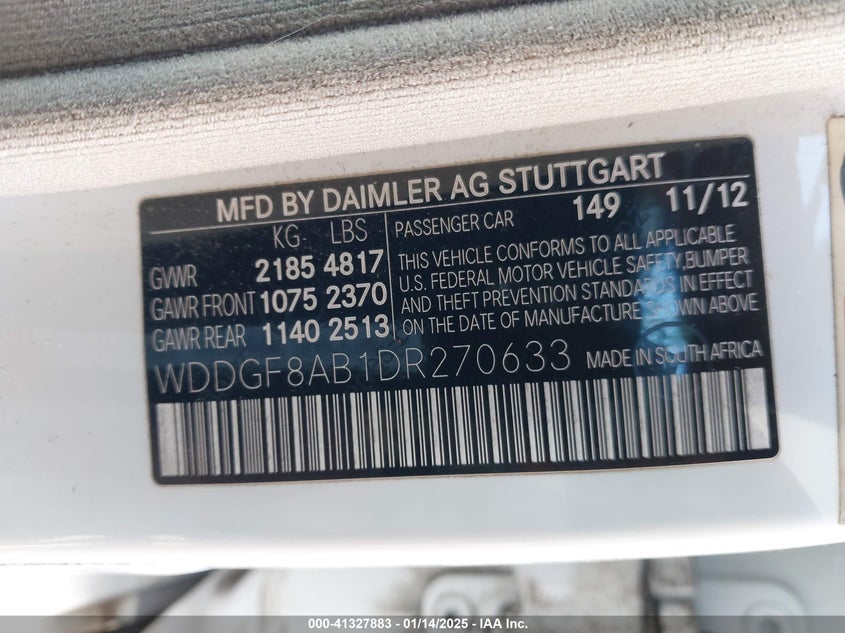 MFD BY DAIMLER AG STUTTGART
KG LBS
GVWR 2185 4817
GAWR FRONT 1075 2370
GAWR REAR 1140 2513
PASSENGER CAR 149 11/12
THIS VEHICLE CONFORMS TO ALL APPLICABLE
U.S. FEDERAL MOTOR VEHICLE SAFETY, BUMPER
AND THEFT PREVENTION STANDARDS IN EFFECT
ON THE DATE OF MANUFACTURE SHOWN ABOVE
WDDGF8AB1DR270633 MADE IN SOUTH AFRICA
000-41327883 / 01/14/2025 - IAA Inc.